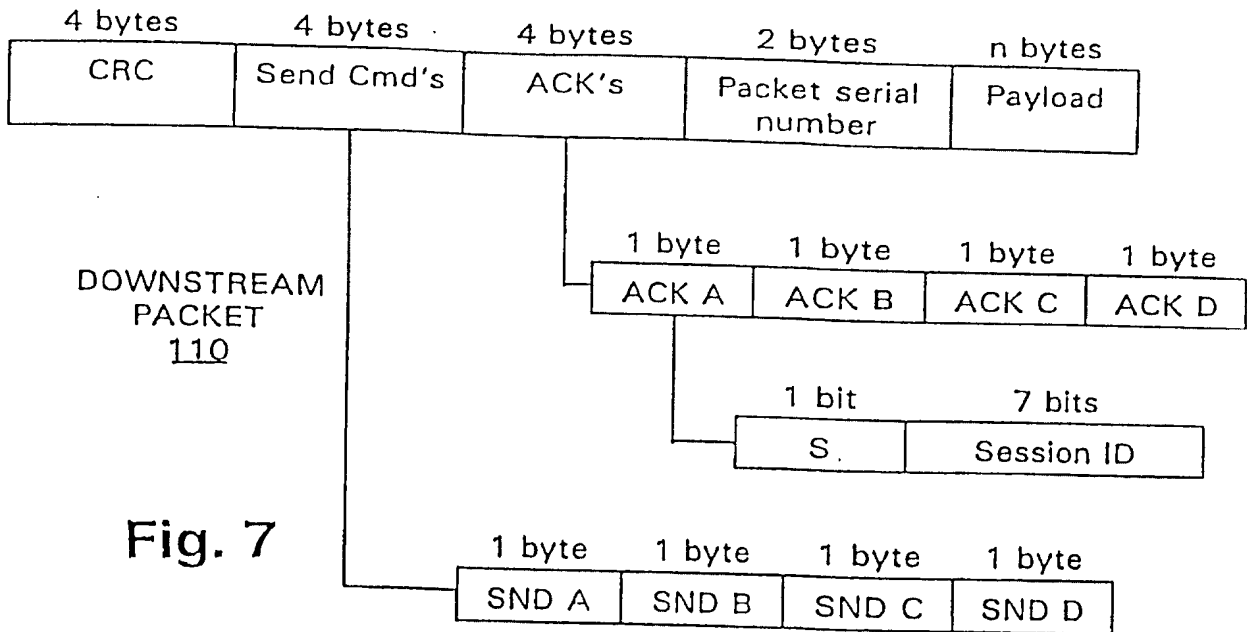 4 bytes 4 bytes 4 bytes 2 bytes n bytes
CRC Send Cmd's ACK's Packet serial number Payload
1 byte 1 byte 1 byte 1 byte
ACK A ACK B ACK C ACK D
DOWNSTREAM
PACKET
110
1 bit 7 bits
S. Session ID
Fig. 7
1 byte 1 byte 1 byte 1 byte
SND A SND B SND C SND D